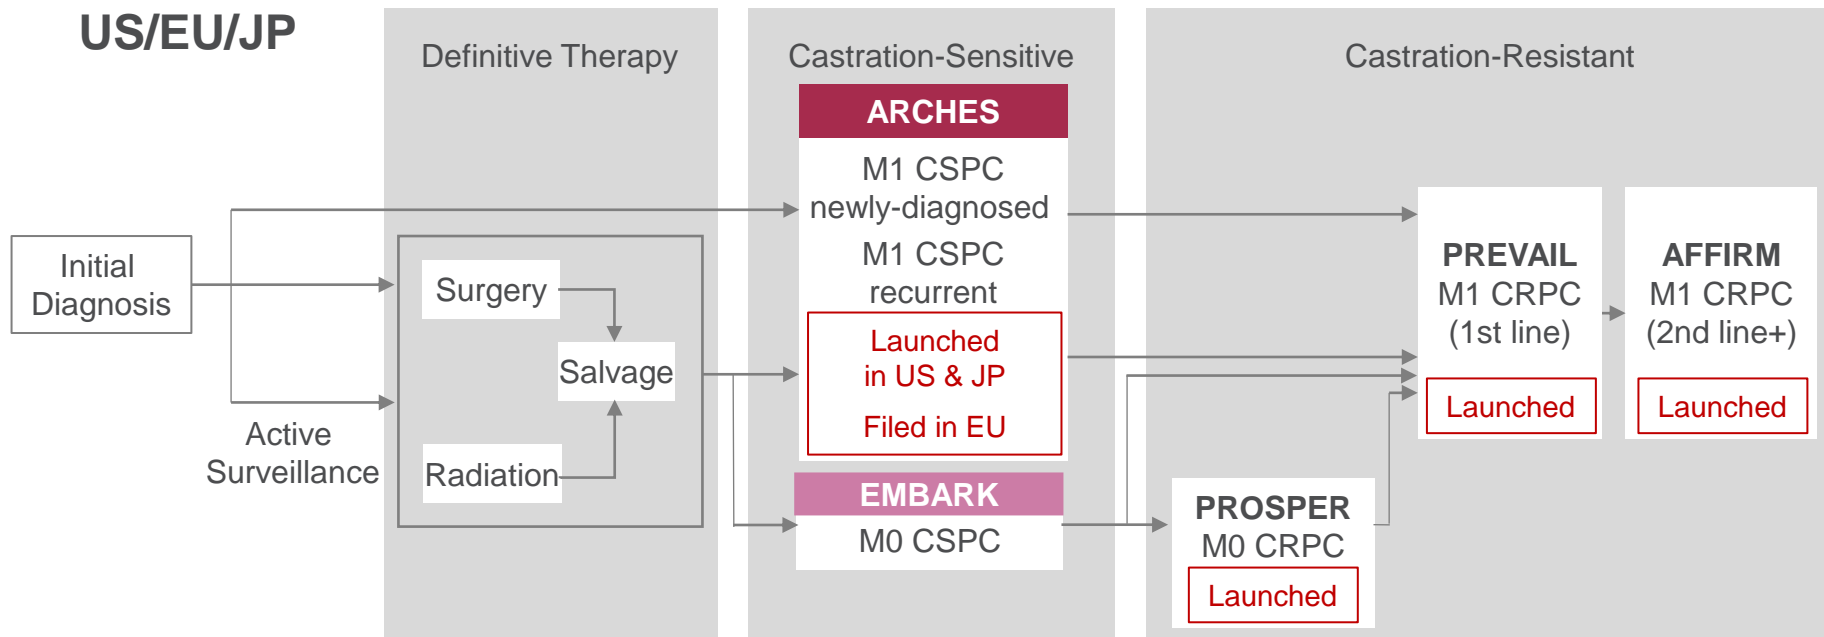 US/EU/JP
Definitive Therapy
Castration-Sensitive
Castration-Resistant
Initial
Diagnosis
Active
Surveillance
Surgery
Salvage
Radiation
ARCHES
M1 CSPC
newly-diagnosed
M1 CSPC
recurrent
Launched
in US & JP
Filed in EU
EMBARK
M0 CSPC
PROSPER
M0 CRPC
Launched
PREVAIL
M1 CRPC
(1st line)
Launched
AFFIRM
M1 CRPC
(2nd line+)
Launched